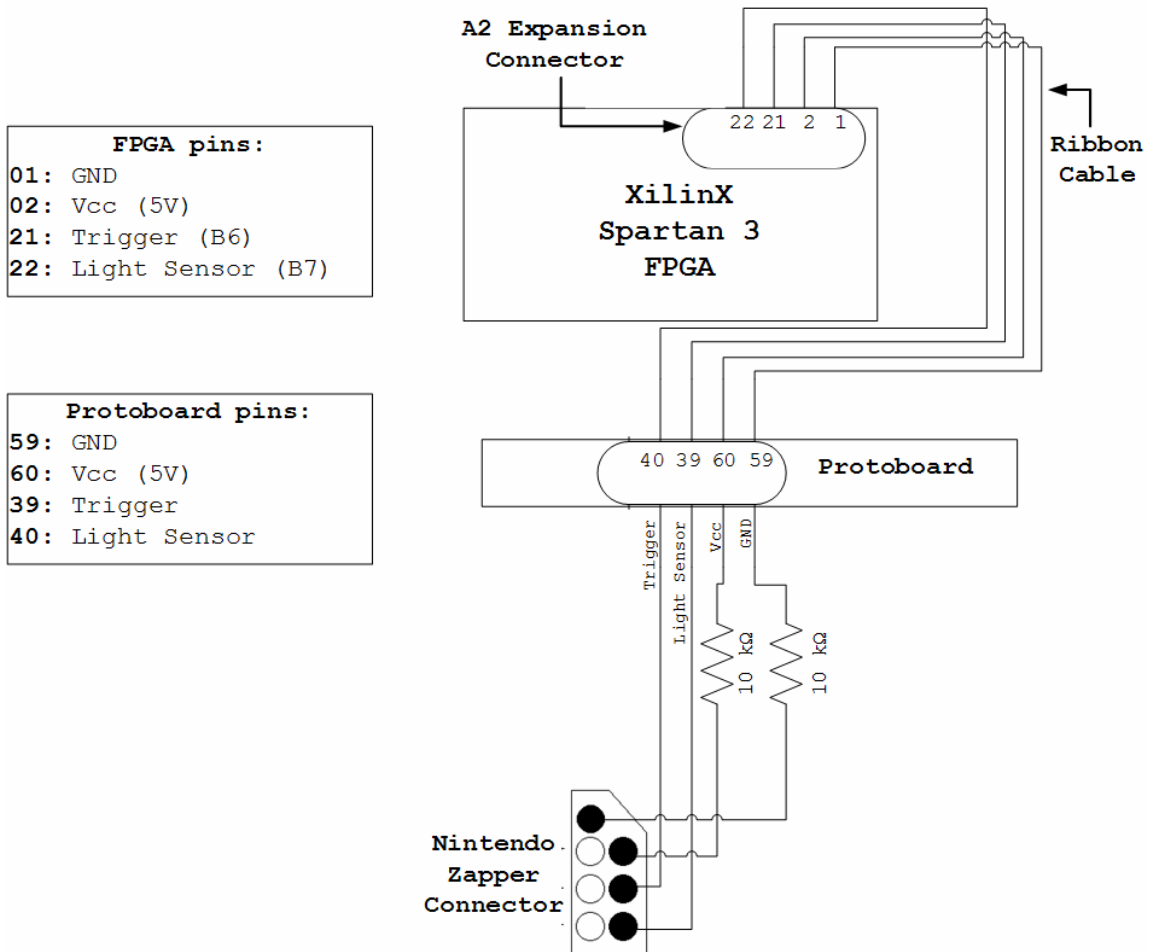 A2 Expansion
Connector
22 21 2 1
XilinX
Spartan 3
FPGA
Ribbon
Cable
FPGA pins:
01: GND
02: Vcc (5V)
21: Trigger (B6)
22: Light Sensor (B7)
Protoboard pins:
59: GND
60: Vcc (5V)
39: Trigger
40: Light Sensor
40 39 60 59
Protoboard
Trigger
Light Sensor
Vcc
GND
10 kΩ
10 kΩ
Nintendo
Zapper
Connector